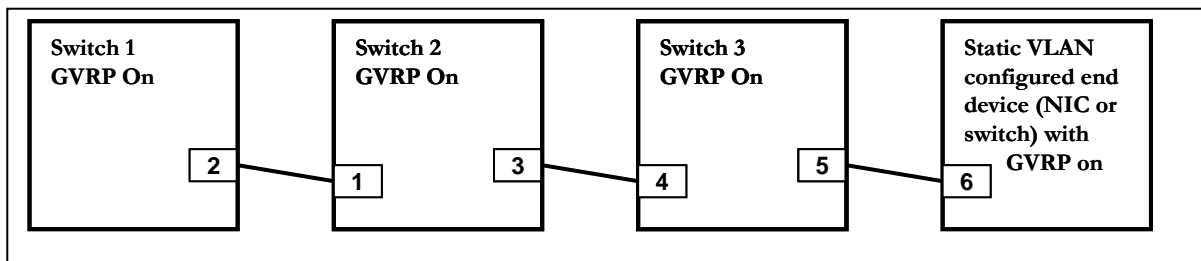 Switch 1
GVRP On
2
Switch 2
GVRP On
1
3
Switch 3
GVRP On
4
5
Static VLAN
configured end
device (NIC or
switch) with
GVRP on
6